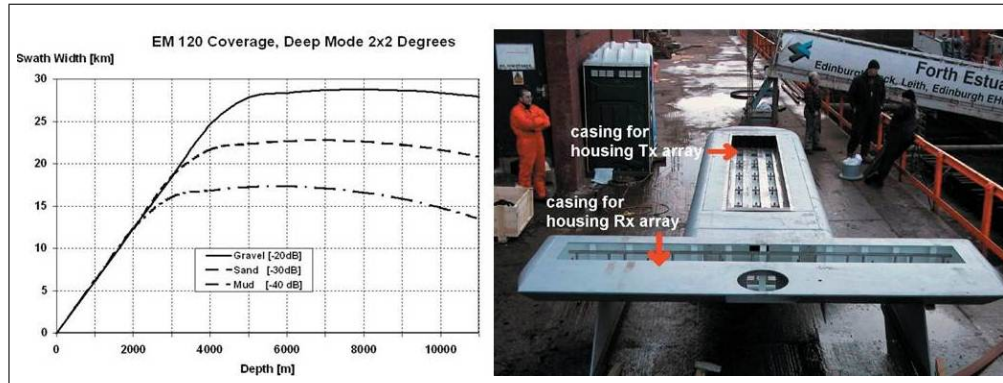 EM 120 Coverage, Deep Mode 2x2 Degrees
Swath Width [km]
30
25
20
15
10
5
0
Gravel [-20dB]
Sand [-30dB]
Mud [-40 dB]
0
2000
4000
6000
8000
10000
Depth [m]
casing for
housing Tx array
casing for
housing Rx array
Forth Estua
Edinburgh
ck, Leith, Edinburgh EH